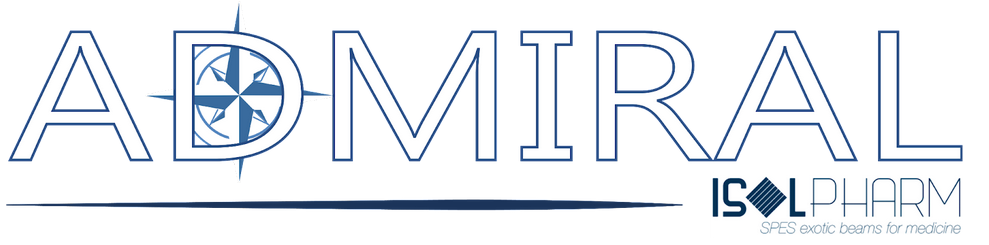 ADMIRAL
ISOLPHARM
SPES exotic beams for medicine